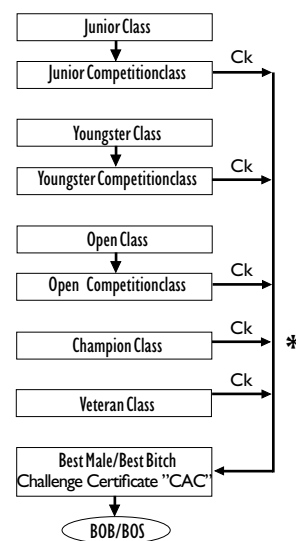 Junior Class
Ck
Junior Competitionclass
Youngster Class
Ck
Youngster Competitionclass
Open Class
Ck
Open Competitionclass
Ck
Champion Class
*
Ck
Veteran Class
Best Male/Best Bitch
Challenge Certificate "CAC"
BOB/BOS